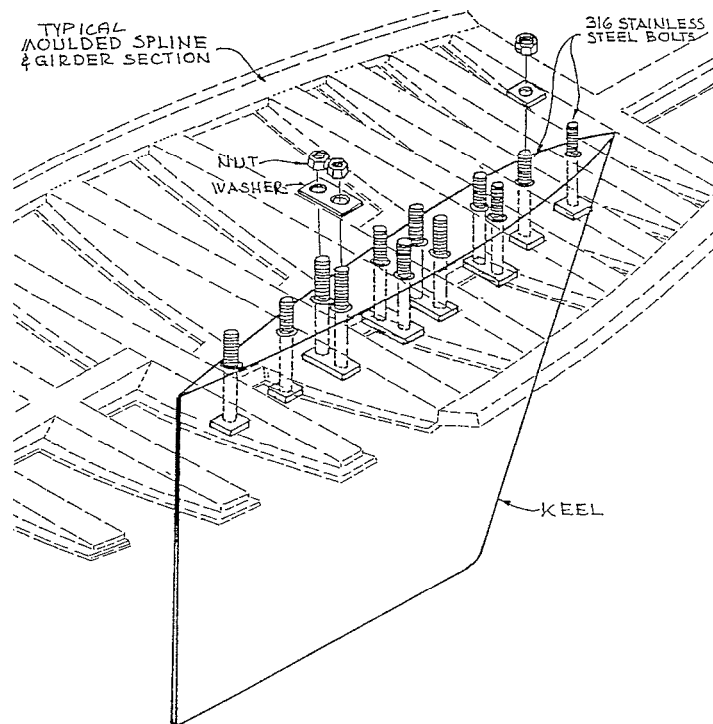 TYPICAL
MOULDED SPLINE
& GIRDER SECTION
316 STAINLESS
STEEL BOLTS
NUT
WASHER
KEEL